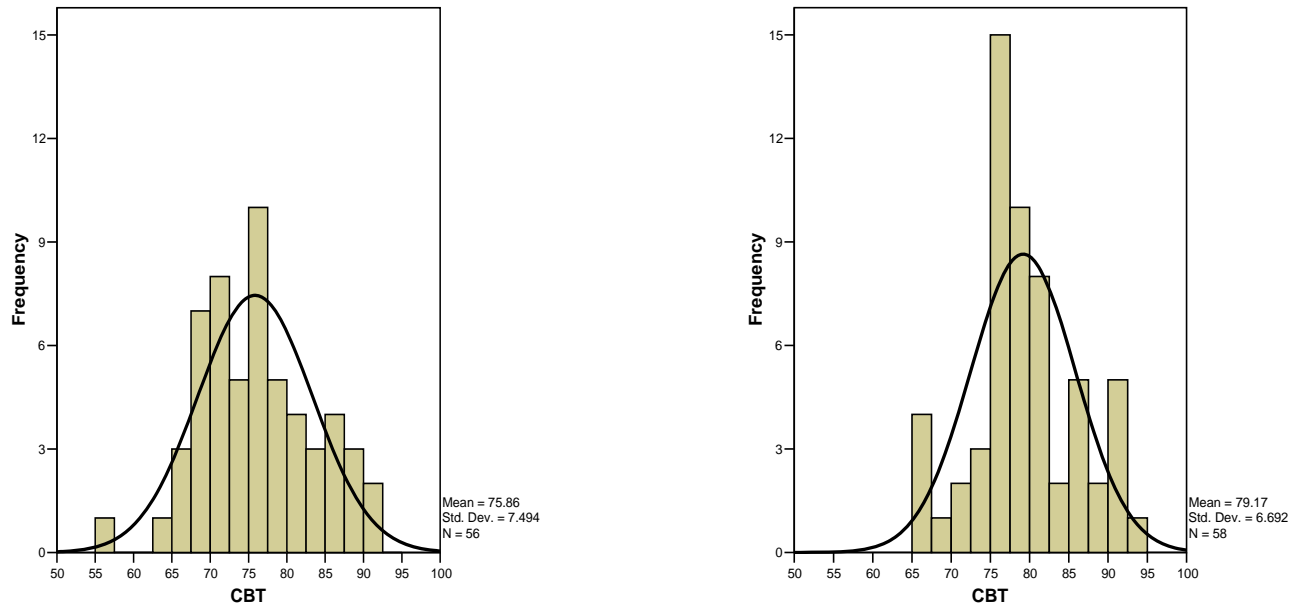 15
12
9
6
3
0
Frequency
50 55 60 65 70 75 80 85 90 95 100
CBT
Mean = 75.86
Std. Dev. = 7.494
N = 56
15
12
9
6
3
0
Frequency
50 55 60 65 70 75 80 85 90 95 100
CBT
Mean = 79.17
Std. Dev. = 6.692
N = 58